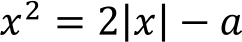 x² = 2|x| − a